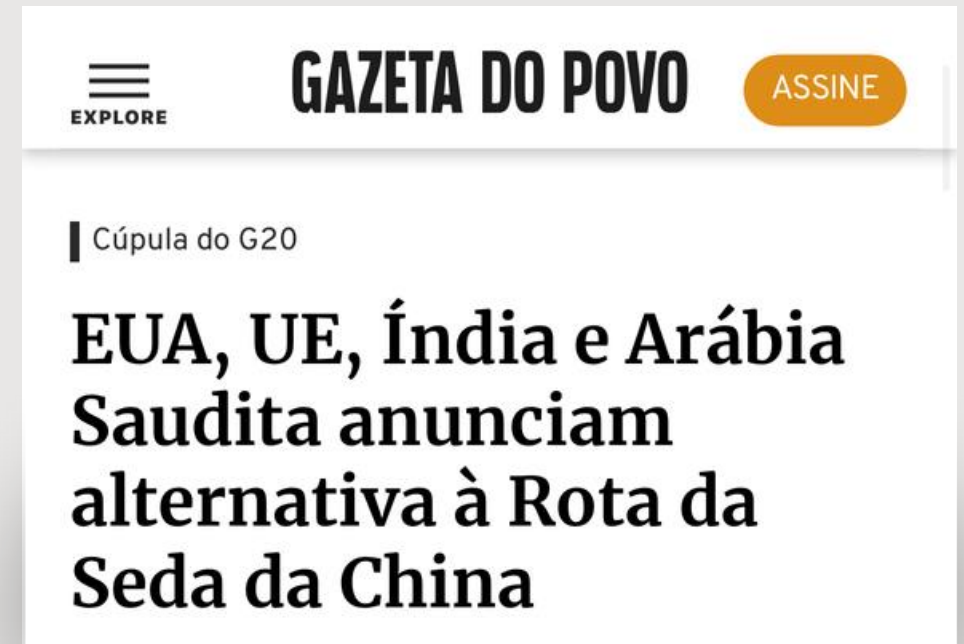 GAZETA DO POVO
ASSINE
EXPLORE
Cúpula do G20
EUA, UE, Índia e Arábia
Saudita anunciam
alternativa à Rota da
Seda da China